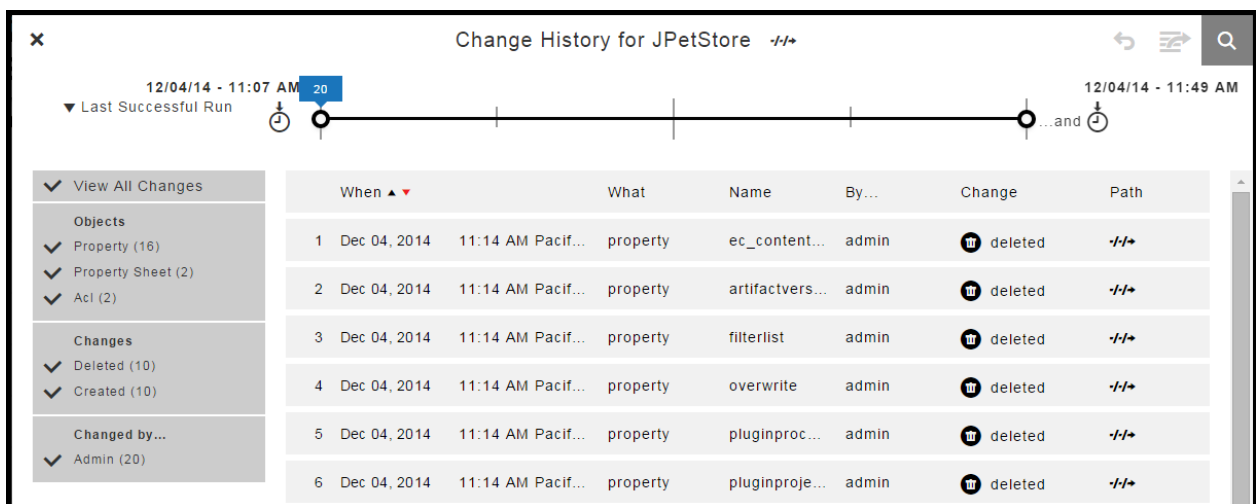 Change History for JPetStore
12/04/14 - 11:07 AM 20 12/04/14 - 11:49 AM
▼ Last Successful Run
...and
View All Changes
Objects
Property (16)
Property Sheet (2)
Acl (2)
Changes
Deleted (10)
Created (10)
Changed by...
Admin (20)
When ▲ ▼ What Name By... Change Path
1 Dec 04, 2014 11:14 AM Pacif... property ec_content... admin deleted
2 Dec 04, 2014 11:14 AM Pacif... property artifactvers... admin deleted
3 Dec 04, 2014 11:14 AM Pacif... property filterlist admin deleted
4 Dec 04, 2014 11:14 AM Pacif... property overwrite admin deleted
5 Dec 04, 2014 11:14 AM Pacif... property pluginproc... admin deleted
6 Dec 04, 2014 11:14 AM Pacif... property pluginproje... admin deleted